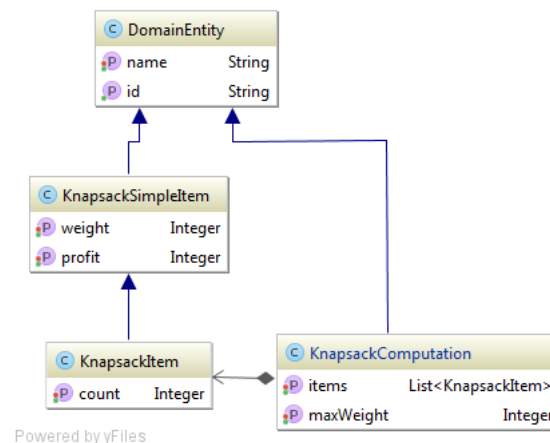 C DomainEntity
P name String
P id String
C KnapsackSimpleItem
P weight Integer
P profit Integer
C KnapsackItem
P count Integer
C KnapsackComputation
P items List<KnapsackItem>
P maxWeight Integer
Powered by yFiles